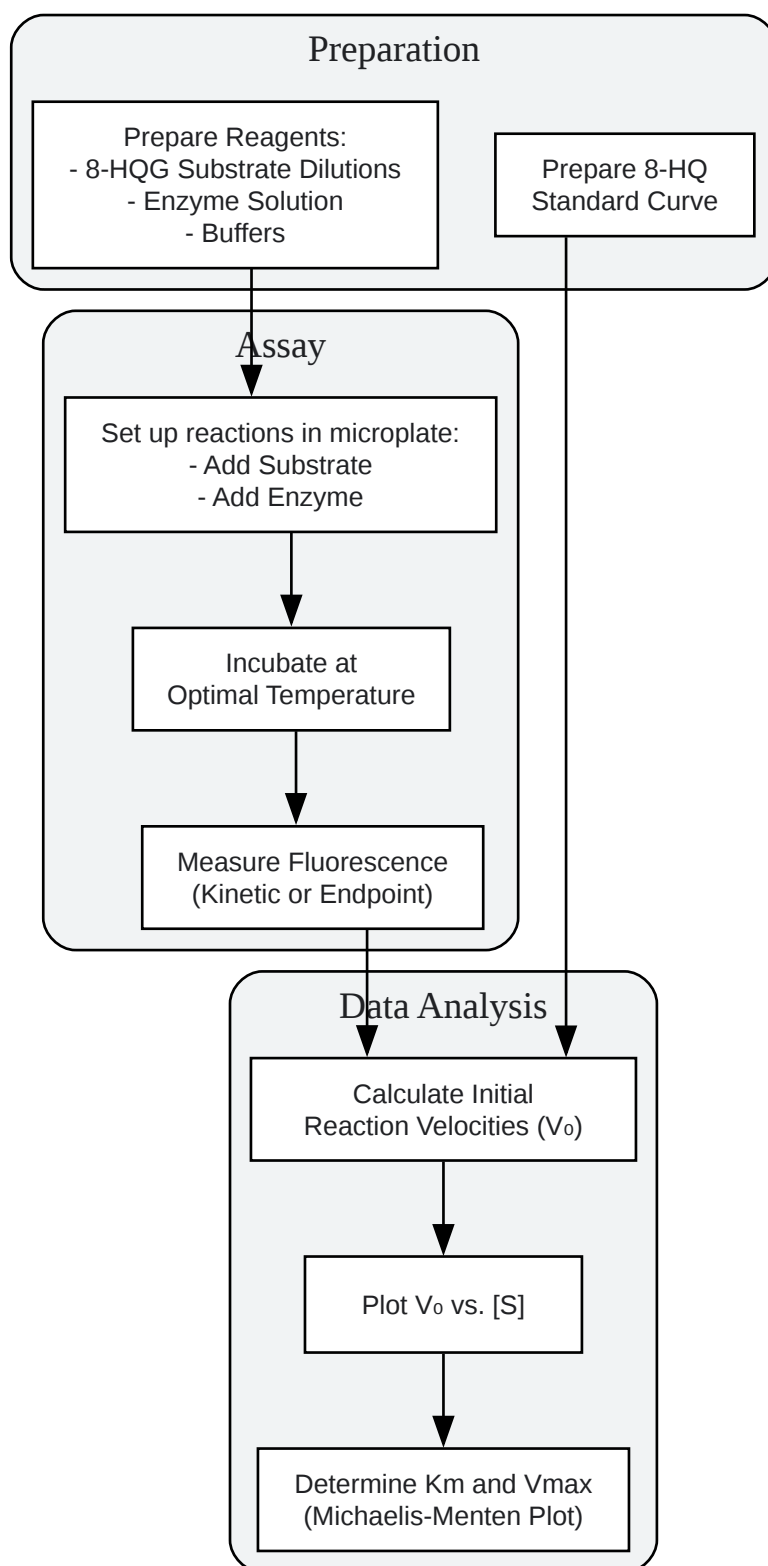 Preparation
Prepare Reagents:
- 8-HQG Substrate Dilutions
- Enzyme Solution
- Buffers
Prepare 8-HQ
Standard Curve
Assay
Set up reactions in microplate:
- Add Substrate
- Add Enzyme
Incubate at
Optimal Temperature
Measure Fluorescence
(Kinetic or Endpoint)
Data Analysis
Calculate Initial
Reaction Velocities (V₀)
Plot V₀ vs. [S]
Determine Km and Vmax
(Michaelis-Menten Plot)